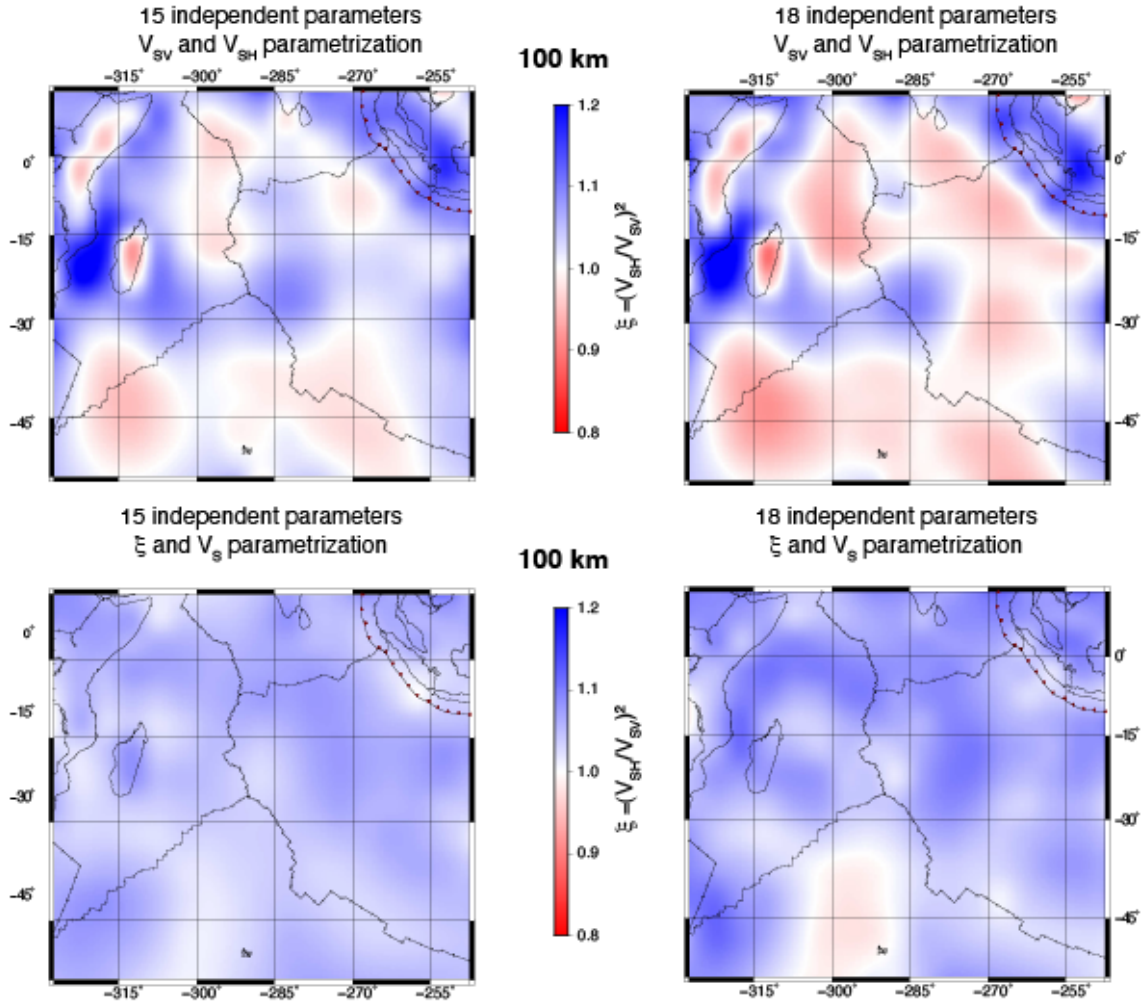 15 independent parameters
V_SV and V_SH parametrization
18 independent parameters
V_SV and V_SH parametrization
100 km
−315° −300° −285° −270° −255°
−315° −300° −285° −270° −255°
0°
−15°
−30°
−45°
1.2
1.1
1.0
0.9
0.8
ξ =(V_SH/V_SV)²
0°
−15°
−30°
−45°
15 independent parameters
ξ and V_S parametrization
18 independent parameters
ξ and V_S parametrization
100 km
0°
−15°
−30°
−45°
1.2
1.1
1.0
0.9
0.8
ξ =(V_SH/V_SV)²
0°
−15°
−30°
−45°
−315° −300° −285° −270° −255°
−315° −300° −285° −270° −255°